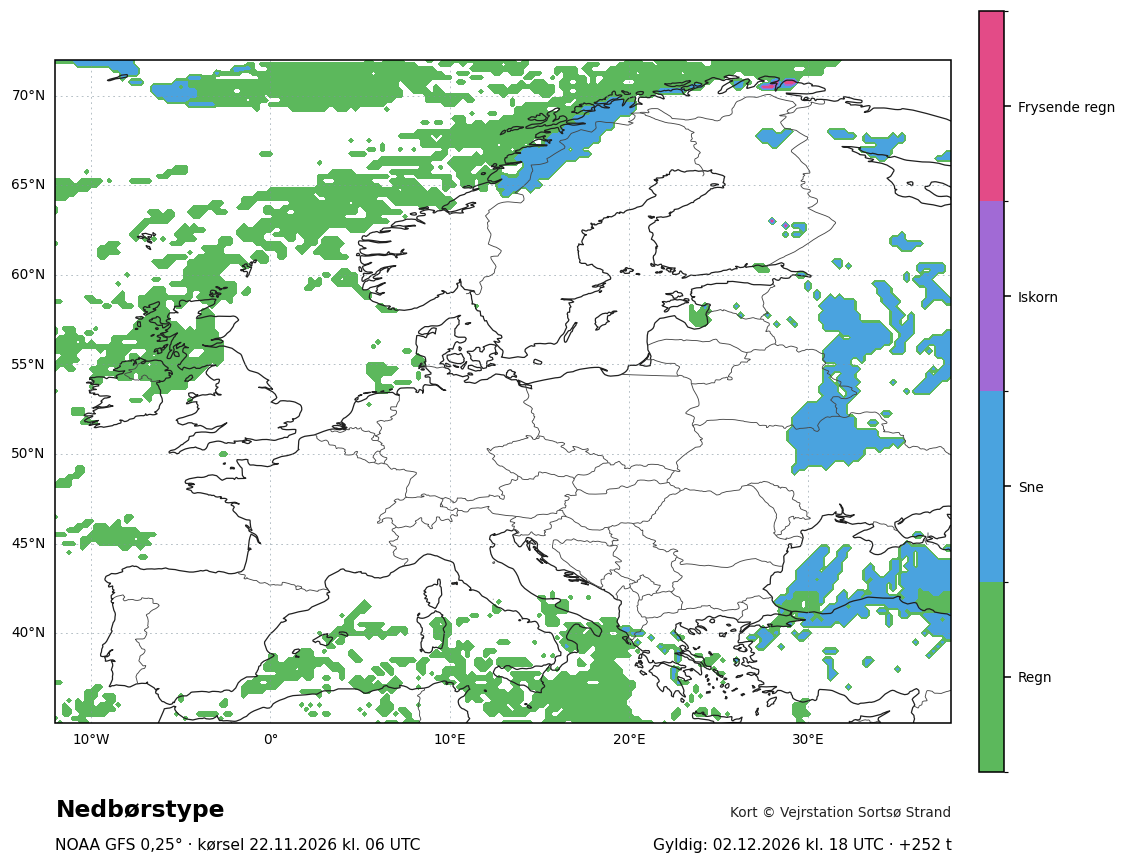 Frysende regn
Iskorn
Sne
Regn
70°N
65°N
60°N
55°N
50°N
45°N
40°N
10°W 0° 10°E 20°E 30°E
Nedbørstype
Kort © Vejrstation Sortsø Strand
NOAA GFS 0,25° · kørsel 22.11.2026 kl. 06 UTC
Gyldig: 02.12.2026 kl. 18 UTC · +252 t